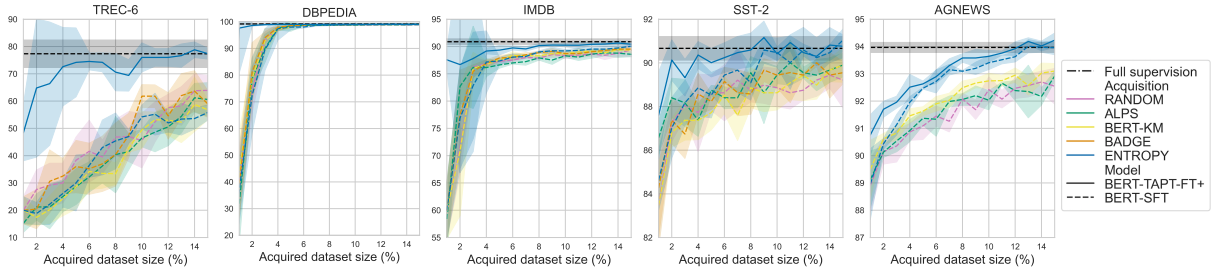 TREC-6
90
80
70
60
50
40
30
20
10
2 4 6 8 10 12 14
Acquired dataset size (%)
DBPEDIA
100
90
80
70
60
50
40
30
20
2 4 6 8 10 12 14
Acquired dataset size (%)
IMDB
95
90
85
80
75
70
65
60
55
2 4 6 8 10 12 14
Acquired dataset size (%)
SST-2
92
90
88
86
84
82
2 4 6 8 10 12 14
Acquired dataset size (%)
AGNEWS
95
94
93
92
91
90
89
88
87
2 4 6 8 10 12 14
Acquired dataset size (%)
Full supervision
Acquisition
RANDOM
ALPS
BERT-KM
BADGE
ENTROPY
Model
BERT-TAPT-FT+
BERT-SFT